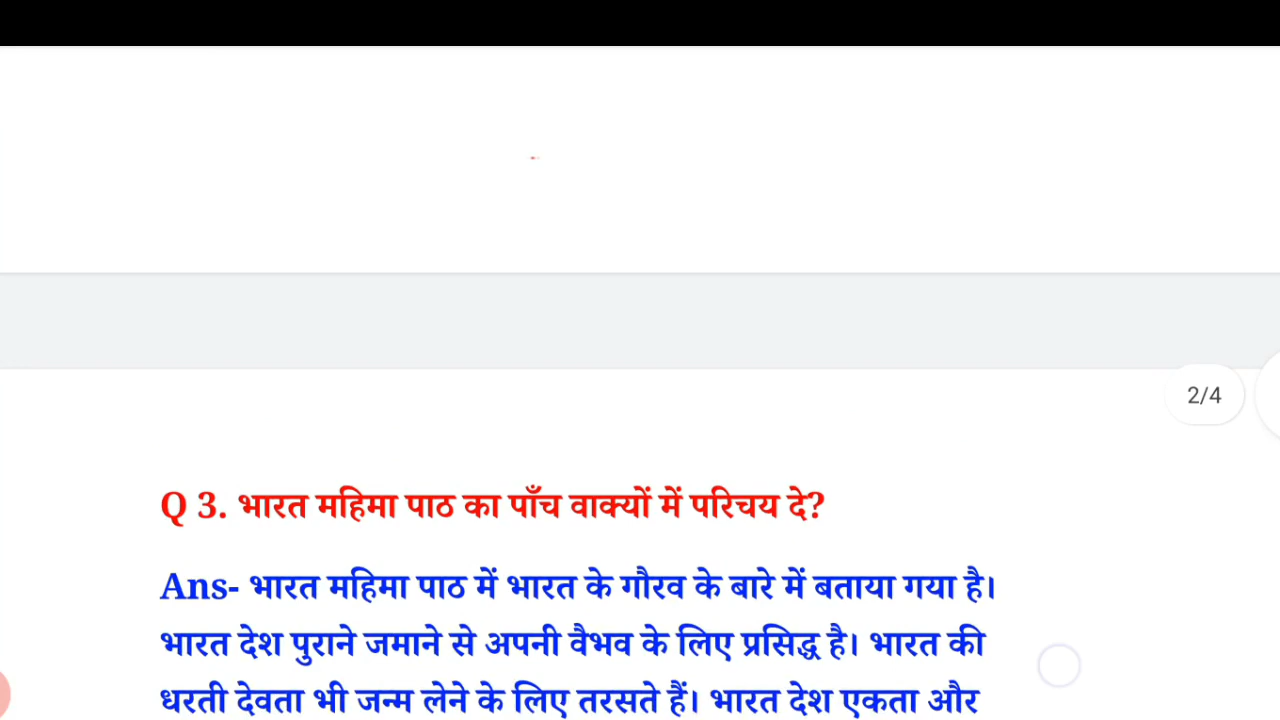 2/4
Q 3. भारत महिमा पाठ का पाँच वाक्यों में परिचय दे?
Ans- भारत महिमा पाठ में भारत के गौरव के बारे में बताया गया है।
भारत देश पुराने जमाने से अपनी वैभव के लिए प्रसिद्ध है। भारत की
धरती देवता भी जन्म लेने के लिए तरसते हैं। भारत देश एकता और